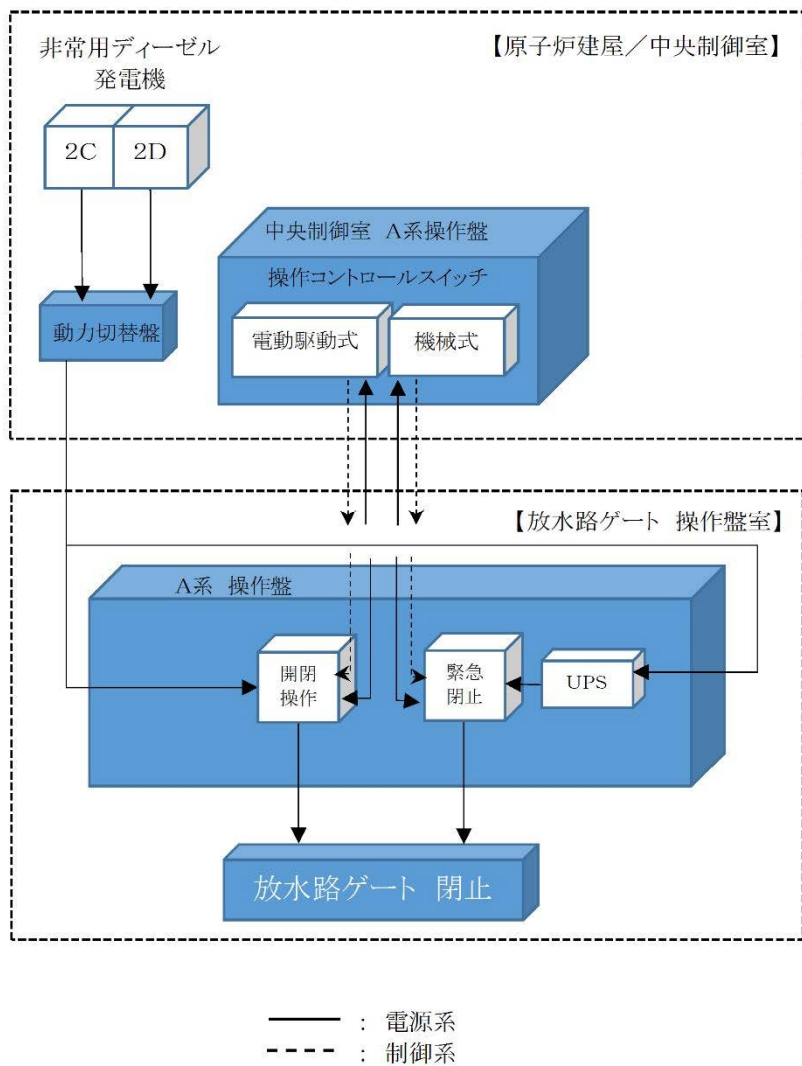 非常用ディーゼル
発電機
【原子炉建屋／中央制御室】
2C
2D
中央制御室 A系操作盤
操作コントロールスイッチ
動力切替盤
電動駆動式
機械式
【放水路ゲート 操作盤室】
A系 操作盤
開閉
操作
緊急
閉止
UPS
放水路ゲート 閉止
: 電源系
: 制御系